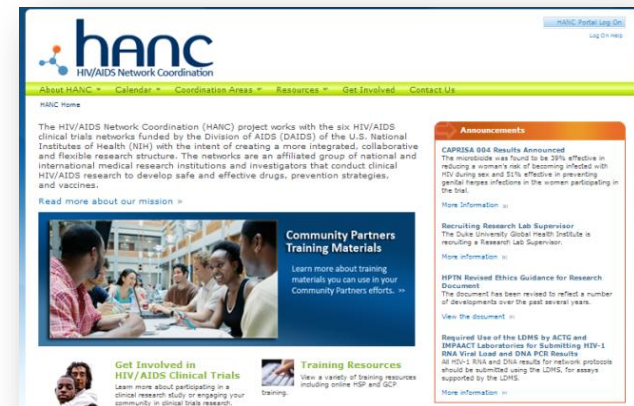 HANC Portal Log On
Log On Help
hanc
HIV/AIDS Network Coordination
About HANC Calendar Coordination Areas Resources Get Involved Contact Us
HANC Home
The HIV/AIDS Network Coordination (HANC) project works with the six HIV/AIDS
clinical trials networks funded by the Division of AIDS (DAIDS) of the U.S. National
Institutes of Health (NIH) with the intent of creating a more integrated, collaborative
and flexible research structure. The networks are an affiliated group of national and
international medical research institutions and investigators that conduct clinical
HIV/AIDS research to develop safe and effective drugs, prevention strategies,
and vaccines.
Read more about our mission »
Community Partners
Training Materials
Learn more about training
materials you can use in your
Community Partners efforts. »
Get Involved in
HIV/AIDS Clinical Trials
Learn more about participating in a
clinical research study or engaging your
community in clinical trials research.
Training Resources
View a variety of training resources
including online HSP and GCP
training.
Announcements
CAPRISA 004 Results Announced
The microbicide was found to be 39% effective in
reducing a woman's risk of becoming infected with
HIV during sex and 51% effective in preventing
genital herpes infections in the women participating in
the trial.
More Information »
Recruiting Research Lab Supervisor
The Duke University Global Health Institute is
recruiting a Research Lab Supervisor.
More information »
HPTN Revised Ethics Guidance for Research
Document
The document has been revised to reflect a number
of developments over the past several years.
View the document »
Required Use of the LDMS by ACTG and
IMPAACT Laboratories for Submitting HIV-1
RNA Viral Load and DNA PCR Results
All HIV-1 RNA and DNA results for network protocols
should be submitted using the LDMS, for assays
supported by the LDMS.
More information »